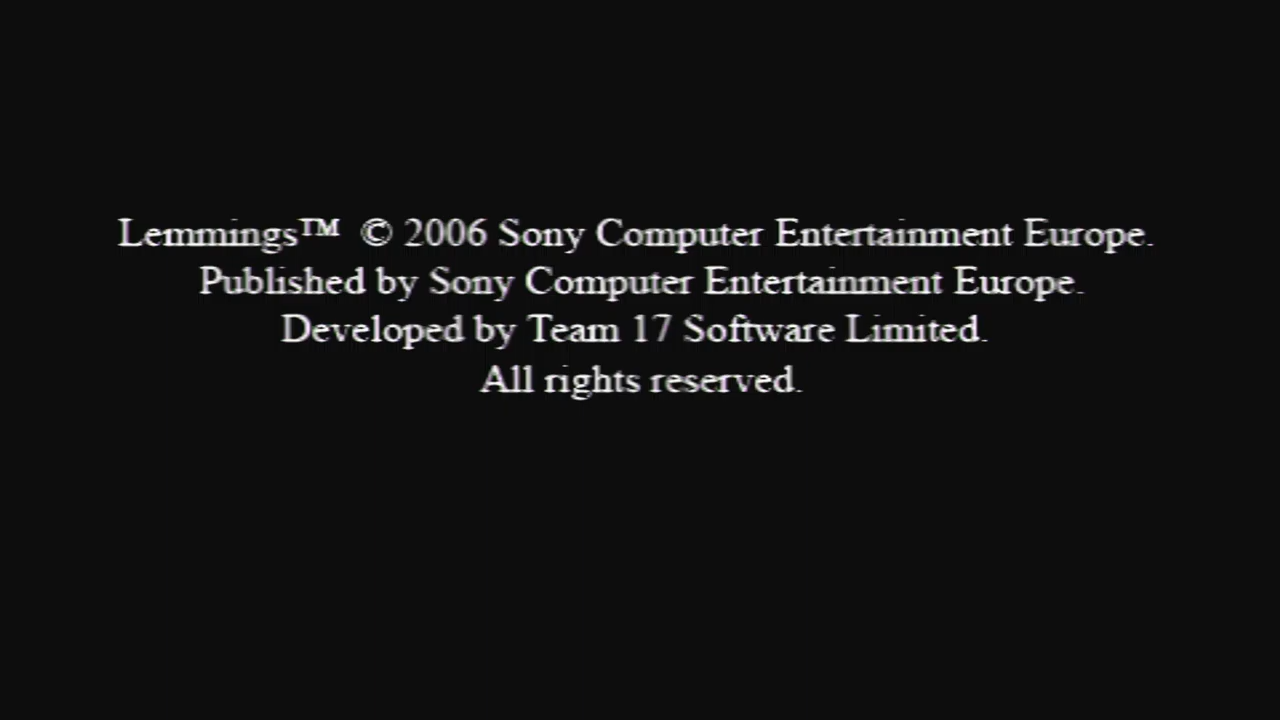 Lemmings™ © 2006 Sony Computer Entertainment Europe.
Published by Sony Computer Entertainment Europe.
Developed by Team 17 Software Limited.
All rights reserved.